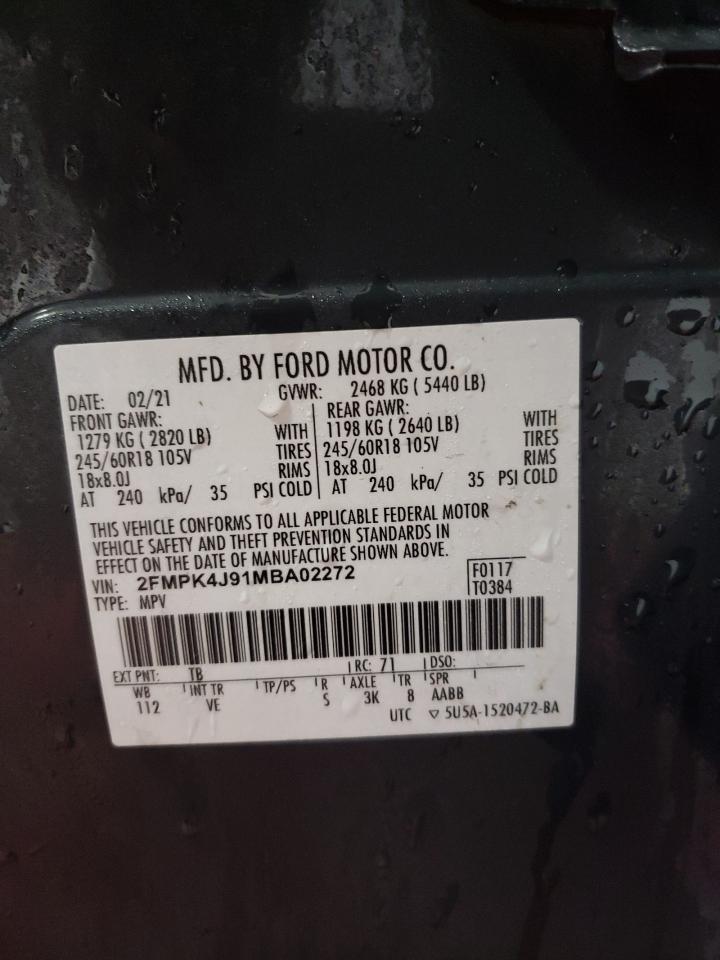 MFD. BY FORD MOTOR CO.
DATE: 02/21 GVWR: 2468 KG ( 5440 LB)
FRONT GAWR: REAR GAWR:
1279 KG ( 2820 LB) WITH 1198 KG ( 2640 LB) WITH
245/60R18 105V TIRES 245/60R18 105V TIRES
18x8.0J RIMS 18x8.0J RIMS
AT 240 kPa/ 35 PSI COLD AT 240 kPa/ 35 PSI COLD
THIS VEHICLE CONFORMS TO ALL APPLICABLE FEDERAL MOTOR
VEHICLE SAFETY AND THEFT PREVENTION STANDARDS IN
EFFECT ON THE DATE OF MANUFACTURE SHOWN ABOVE.
VIN: 2FMPK4J91MBA02272 F0117
TYPE: MPV T0384
EXT PNT: TB RC: 71 DSO:
WB INT TR TP/PS R AXLE TR SPR
112 VE S 3K 8 AABB
UTC ▽ 5U5A-1520472-BA